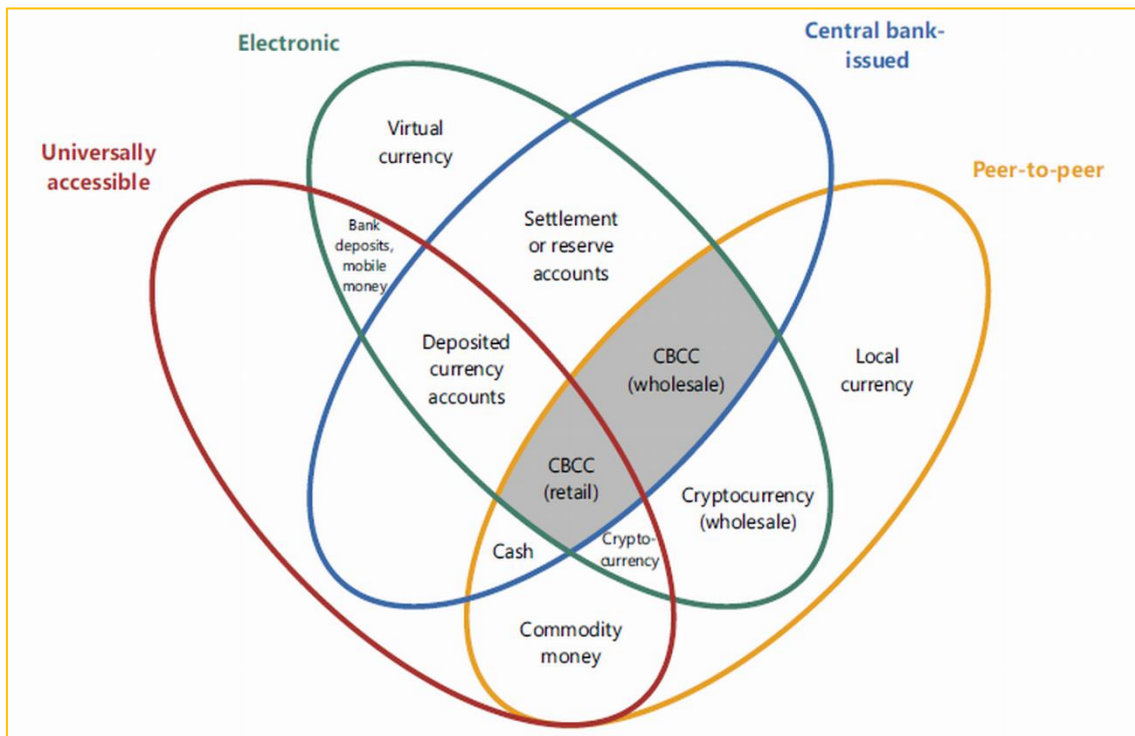 Electronic
Central bank-
issued
Universally
accessible
Peer-to-peer
Virtual
currency
Bank
deposits,
mobile
money
Settlement
or reserve
accounts
Deposited
currency
accounts
CBCC
(wholesale)
Local
currency
CBCC
(retail)
Cryptocurrency
(wholesale)
Cash
Crypto-
currency
Commodity
money